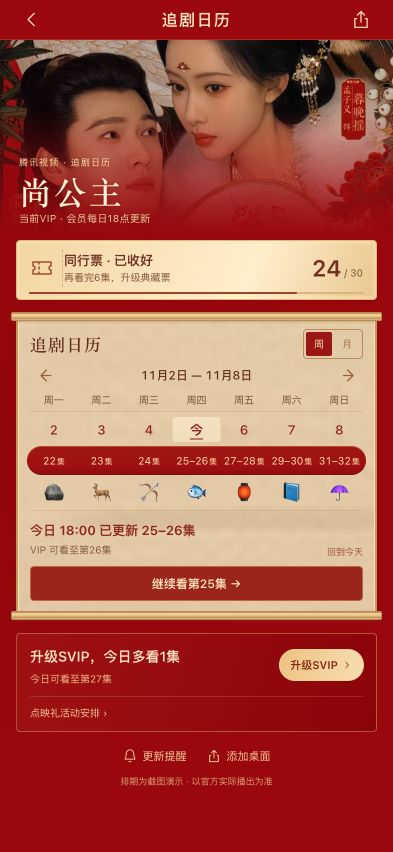 追剧日历
暮晚摇
孟子义 饰
腾讯视频 · 追剧日历
尚公主
当前VIP · 会员每日18点更新
同行票 · 已收好
再看完6集，升级典藏票
24 / 30
追剧日历
周 月
← 11月2日 — 11月8日 →
周一 周二 周三 周四 周五 周六 周日
2 3 4 今 6 7 8
22集 23集 24集 25–26集 27–28集 29–30集 31–32集
今日 18:00 已更新 25–26集
VIP 可看至第26集
回到今天
继续看第25集 →
升级SVIP，今日多看1集
今日可看至第27集
升级SVIP ›
点映礼活动安排 ›
更新提醒 添加桌面
排期为截图演示 · 以官方实际播出为准